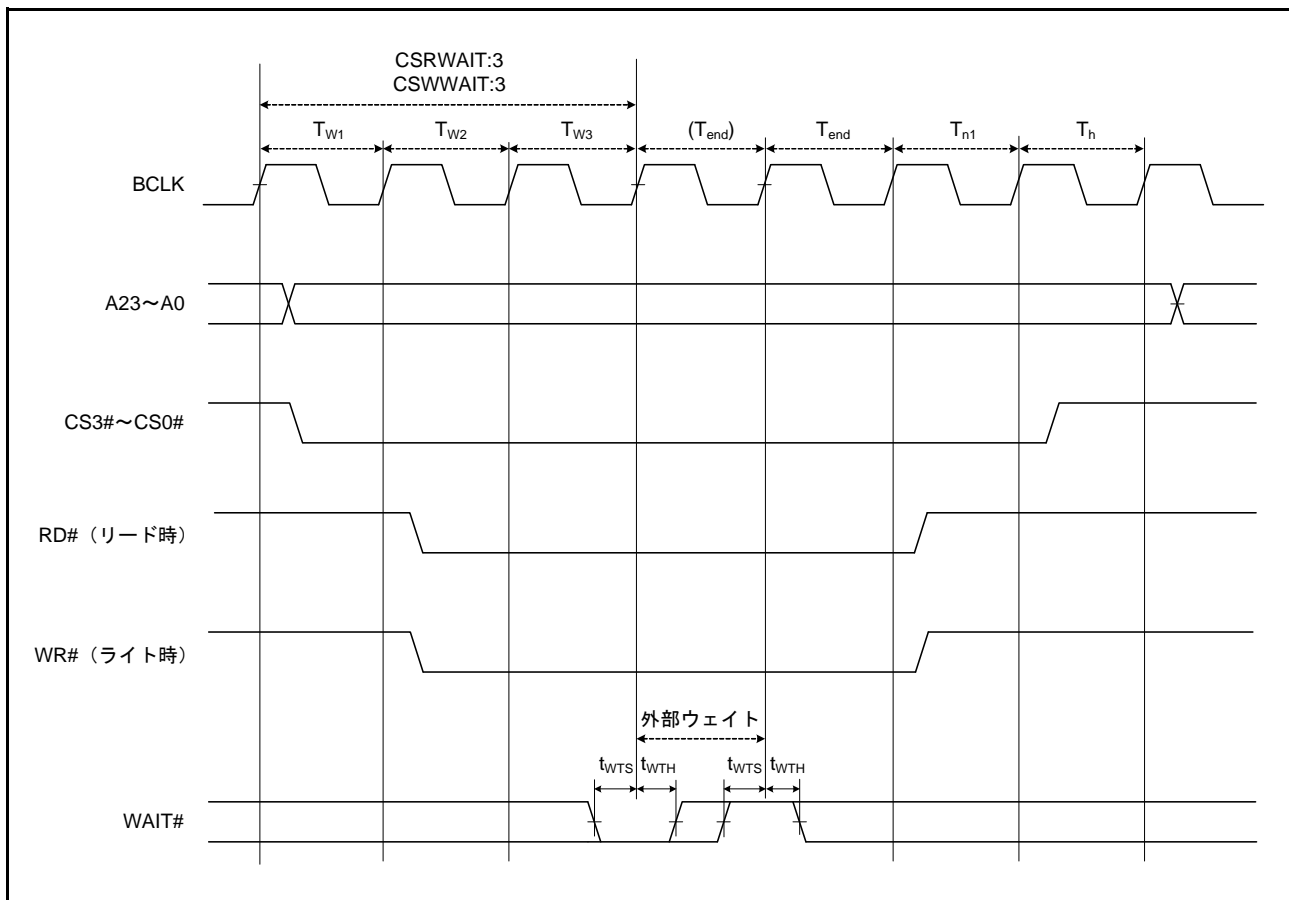 CSRWAIT:3
CSWWAIT:3
TW1 TW2 TW3 (Tend) Tend Tn1 Th
BCLK
A23～A0
CS3#～CS0#
RD#（リード時）
WR#（ライト時）
外部ウェイト
tWTS tWTH tWTS tWTH
WAIT#